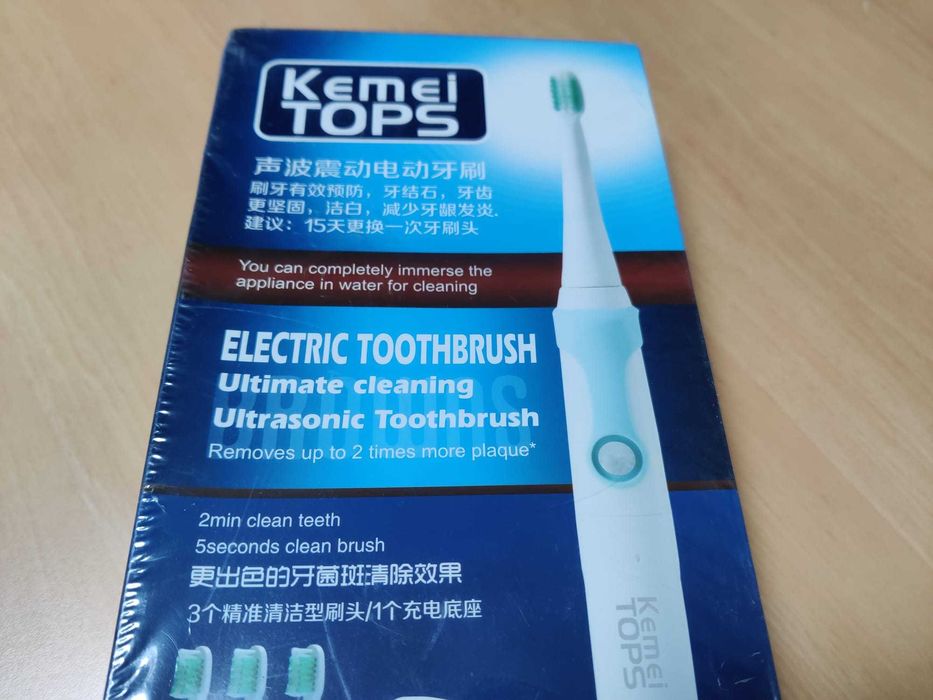 Kemei
TOPS
声波震动电动牙刷
刷牙有效预防，牙结石，牙齿
更坚固，洁白，减少牙龈发炎.
建议：15天更换一次牙刷头
You can completely immerse the
appliance in water for cleaning
ELECTRIC TOOTHBRUSH
Ultimate cleaning
Ultrasonic Toothbrush
Removes up to 2 times more plaque*
2min clean teeth
5seconds clean brush
更出色的牙菌斑清除效果
3个精准清洁型刷头/1个充电底座
Kemei
TOPS